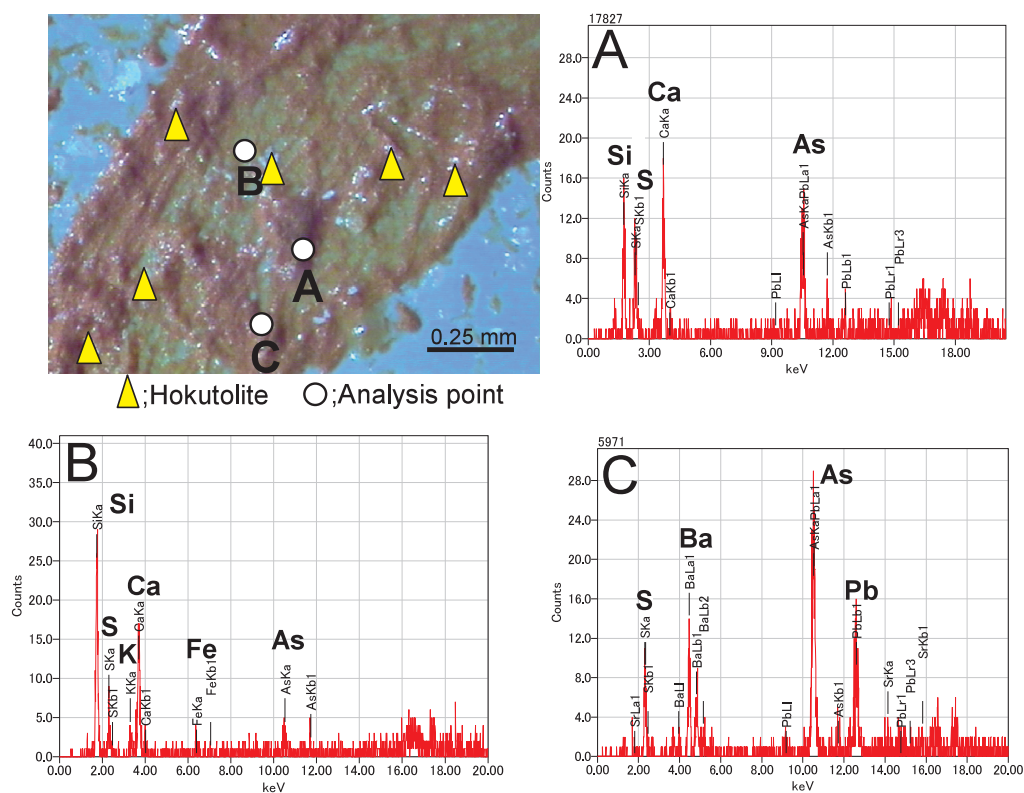 B
A
C
0.25 mm
;Hokutolite
;Analysis point
17827
A
28.0
24.0
20.0
16.0
12.0
8.0
4.0
0.0
Counts
Si
SiKa
S
SKa
SKb1
Ca
CaKa
CaKb1
As
AsKaPbLa1
AsKb1
PbLl
PbLb1
PbLr1
PbLr3
0.00
3.00
6.00
9.00
12.00
15.00
18.00
keV
B
40.0
35.0
30.0
25.0
20.0
15.0
10.0
5.0
0.0
Counts
Si
SiKa
S
SKa
SKb1
K
KKa
Ca
CaKa
CaKb1
Fe
FeKa
FeKb1
As
AsKa
AsKb1
0.00 2.00 4.00 6.00 8.00 10.00 12.00 14.00 16.00 18.00 20.00
keV
5971
C
28.0
24.0
20.0
16.0
12.0
8.0
4.0
0.0
Counts
SrLa1
S
SKa
SKb1
Ba
BaLl
BaLa1
BaLb1
BaLb2
PbLl
As
AsKaPbLa1
AsKb1
Pb
PbLb1
SrKa
PbLr1
PbLr3
SrKb1
0.00 2.00 4.00 6.00 8.00 10.00 12.00 14.00 16.00 18.00 20.00
keV